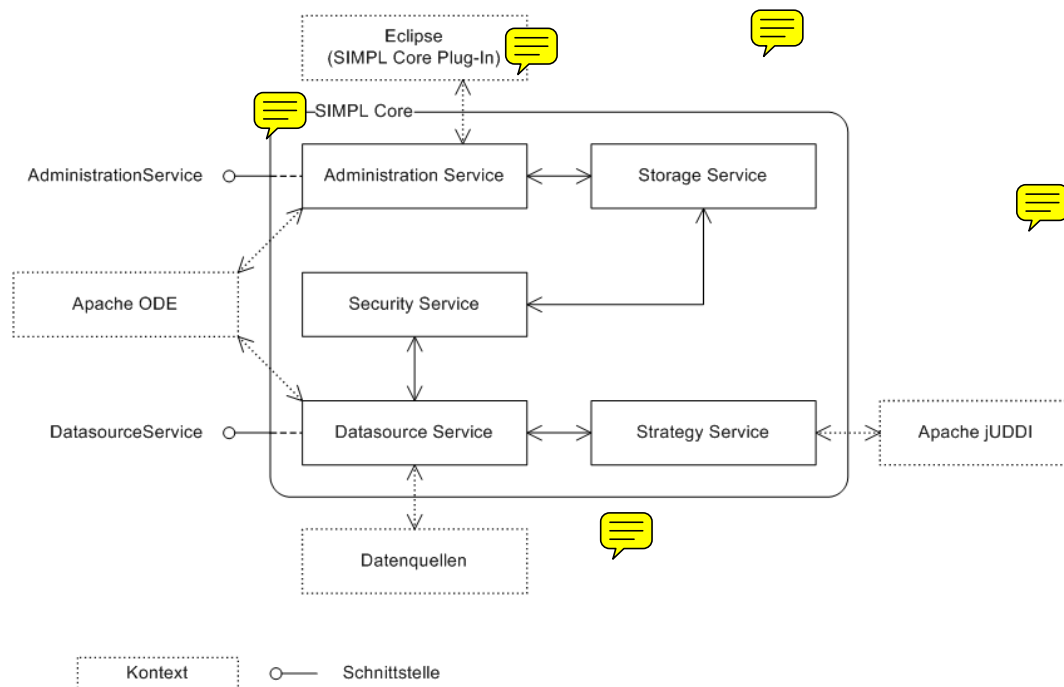 Eclipse
(SIMPL Core Plug-In)
SIMPL Core
AdministrationService
Administration Service
Storage Service
Apache ODE
Security Service
DatasourceService
Datasource Service
Strategy Service
Apache jUDDI
Datenquellen
Kontext
Schnittstelle